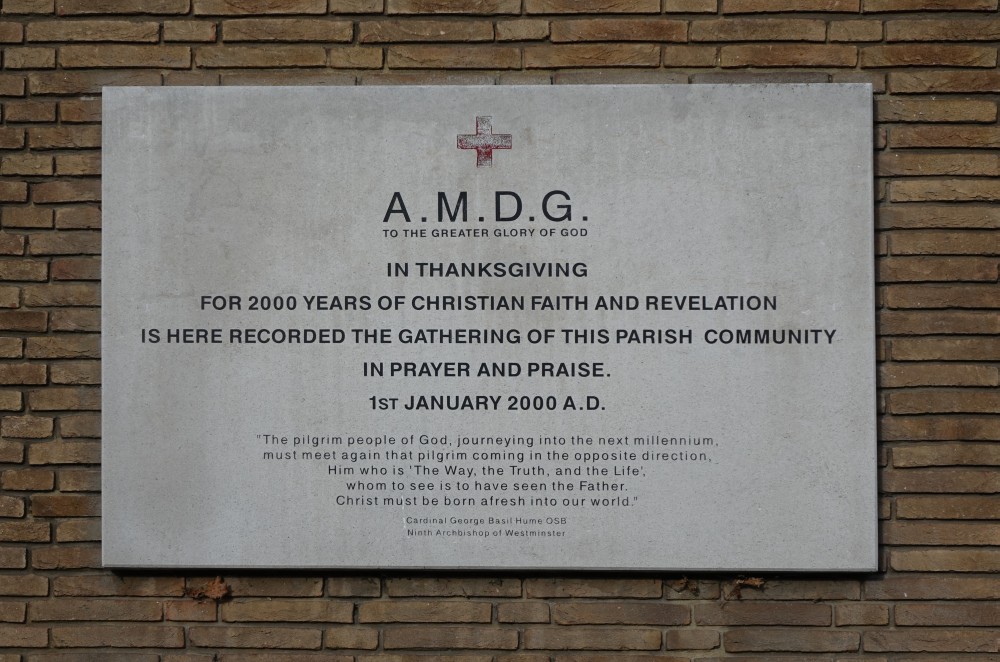 A.M.D.G.
TO THE GREATER GLORY OF GOD
IN THANKSGIVING
FOR 2000 YEARS OF CHRISTIAN FAITH AND REVELATION
IS HERE RECORDED THE GATHERING OF THIS PARISH COMMUNITY
IN PRAYER AND PRAISE.
1ST JANUARY 2000 A.D.
"The pilgrim people of God, journeying into the next millennium,
must meet again that pilgrim coming in the opposite direction,
Him who is 'The Way, the Truth, and the Life',
whom to see is to have seen the Father.
Christ must be born afresh into our world."
Cardinal George Basil Hume OSB
Ninth Archbishop of Westminster